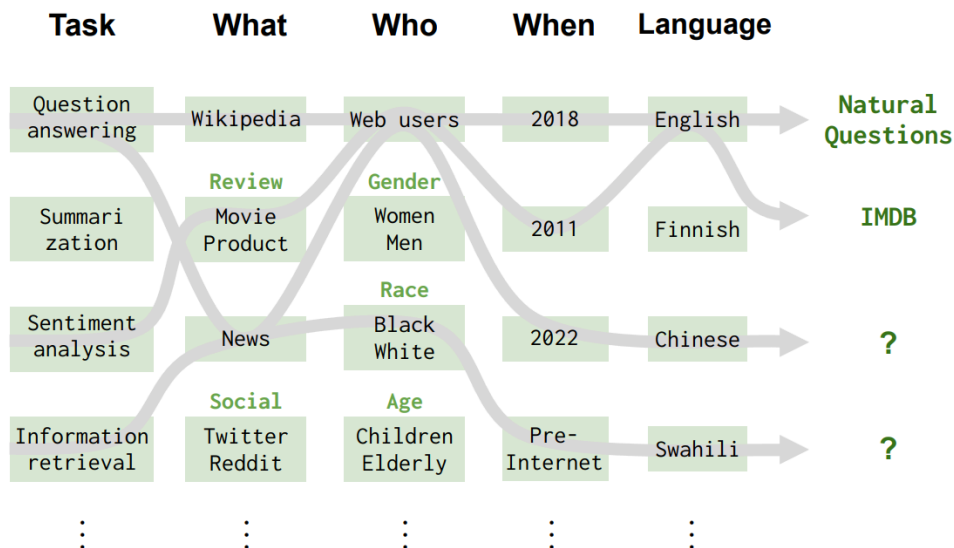 Task What Who When Language
Question
answering
Wikipedia
Web users
2018
English
Natural
Questions
Review
Gender
Summari
zation
Movie
Product
Women
Men
2011
Finnish
IMDB
Race
Sentiment
analysis
News
Black
White
2022
Chinese
?
Social
Age
Information
retrieval
Twitter
Reddit
Children
Elderly
Pre-
Internet
Swahili
?
⋮ ⋮ ⋮ ⋮ ⋮